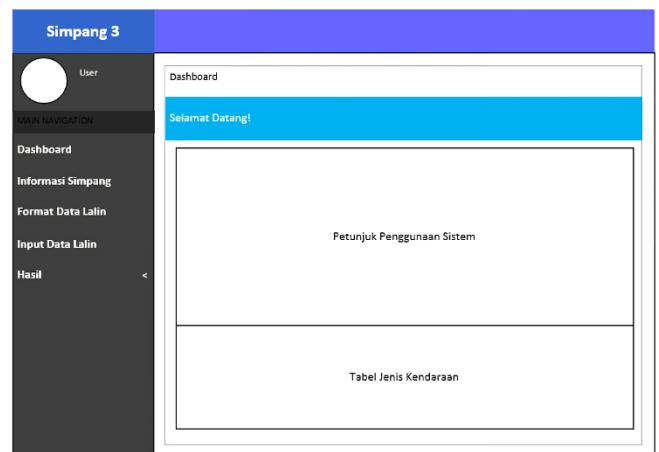 Simpang 3
User
MAIN NAVIGATION
Dashboard
Informasi Simpang
Format Data Lalin
Input Data Lalin
Hasil <
Dashboard
Selamat Datang!
Petunjuk Penggunaan Sistem
Tabel Jenis Kendaraan